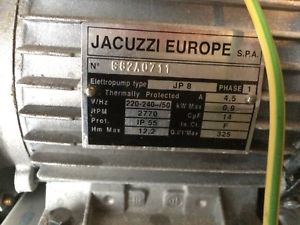 JACUZZI EUROPE S.P.A.
N° G62A0711
Elettropump type JP 8 PHASE 1
Thermally Protected A 4,5
V/Hz 220-240~/50 kW Max 0,9
RPM 2770 CµF 14
Prot. IP 55 Is. Cl. F
Hm Max 12,2 Q.l/1' Max 325